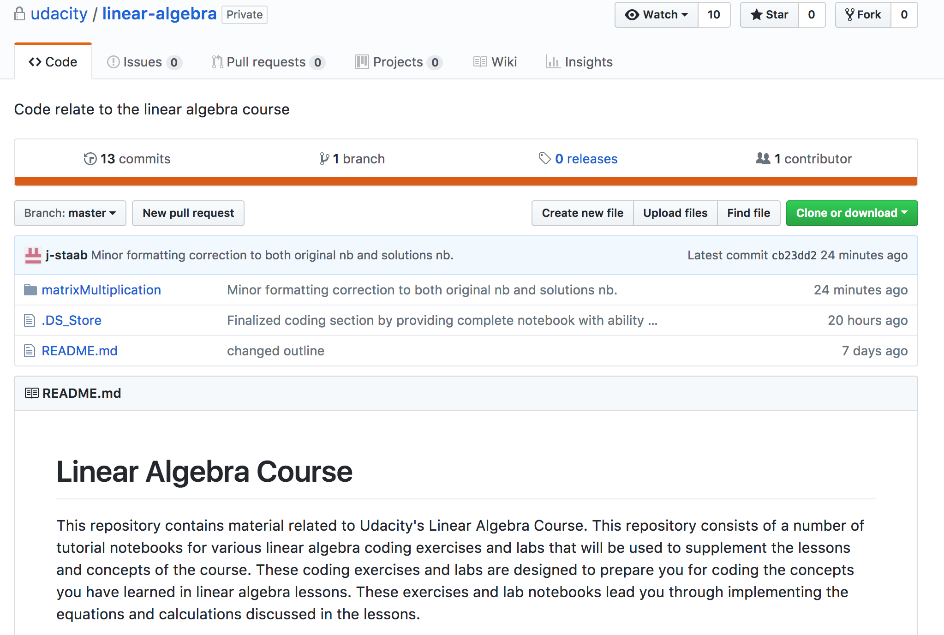 udacity / linear-algebra Private Watch 10 Star 0 Fork 0
Code Issues 0 Pull requests 0 Projects 0 Wiki Insights
Code relate to the linear algebra course
13 commits 1 branch 0 releases 1 contributor
Branch: master New pull request Create new file Upload files Find file Clone or download
j-staab Minor formatting correction to both original nb and solutions nb. Latest commit cb23dd2 24 minutes ago
matrixMultiplication Minor formatting correction to both original nb and solutions nb. 24 minutes ago
.DS_Store Finalized coding section by providing complete notebook with ability ... 20 hours ago
README.md changed outline 7 days ago
README.md
Linear Algebra Course
This repository contains material related to Udacity's Linear Algebra Course. This repository consists of a number of
tutorial notebooks for various linear algebra coding exercises and labs that will be used to supplement the lessons
and concepts of the course. These coding exercises and labs are designed to prepare you for coding the concepts
you have learned in linear algebra lessons. These exercises and lab notebooks lead you through implementing the
equations and calculations discussed in the lessons.